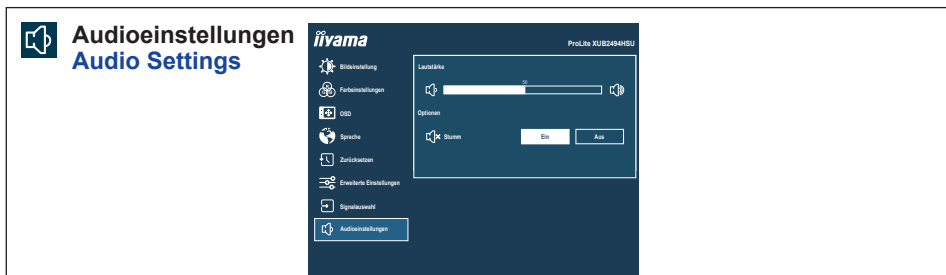 Audioeinstellungen
Audio Settings
iiyama
ProLite XUB2494HSU
Bildeinstellung
Farbeinstellungen
OSD
Sprache
Zurücksetzen
Erweiterte Einstellungen
Signalauswahl
Audioeinstellungen
Lautstärke
50
Optionen
Stumm
Ein
Aus